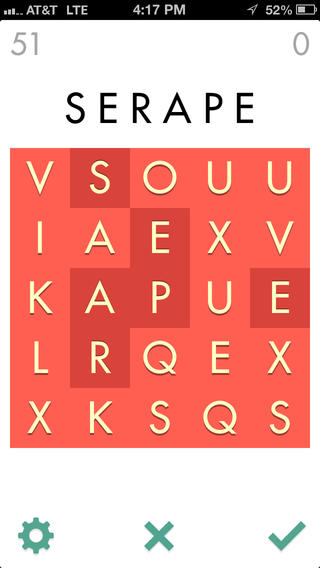 AT&T LTE 4:17 PM 52%
51 0
SERAPE
V S O U U
I A E X V
K A P U E
L R Q E X
X K S Q S